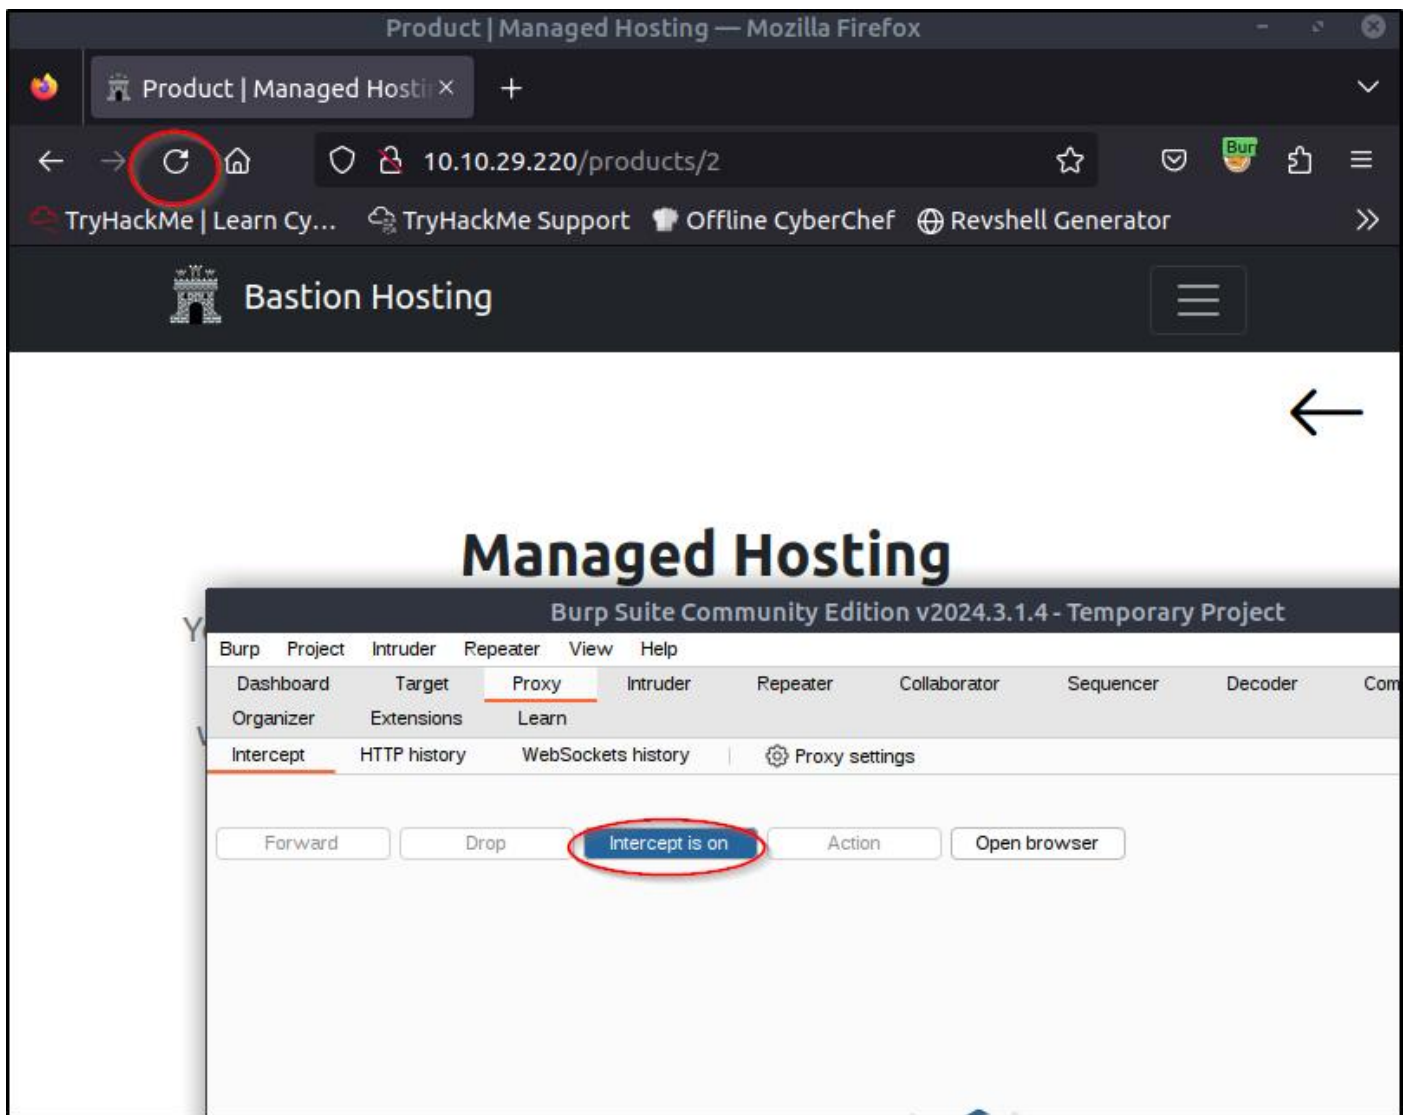 Product | Managed Hosting — Mozilla Firefox
Product | Managed Hosti
10.10.29.220/products/2
Bur
TryHackMe | Learn Cy… TryHackMe Support Offline CyberChef Revshell Generator
Bastion Hosting
Managed Hosting
Burp Suite Community Edition v2024.3.1.4 - Temporary Project
Burp Project Intruder Repeater View Help
Dashboard Target Proxy Intruder Repeater Collaborator Sequencer Decoder Com
Organizer Extensions Learn
Intercept HTTP history WebSockets history Proxy settings
Forward Drop Intercept is on Action Open browser